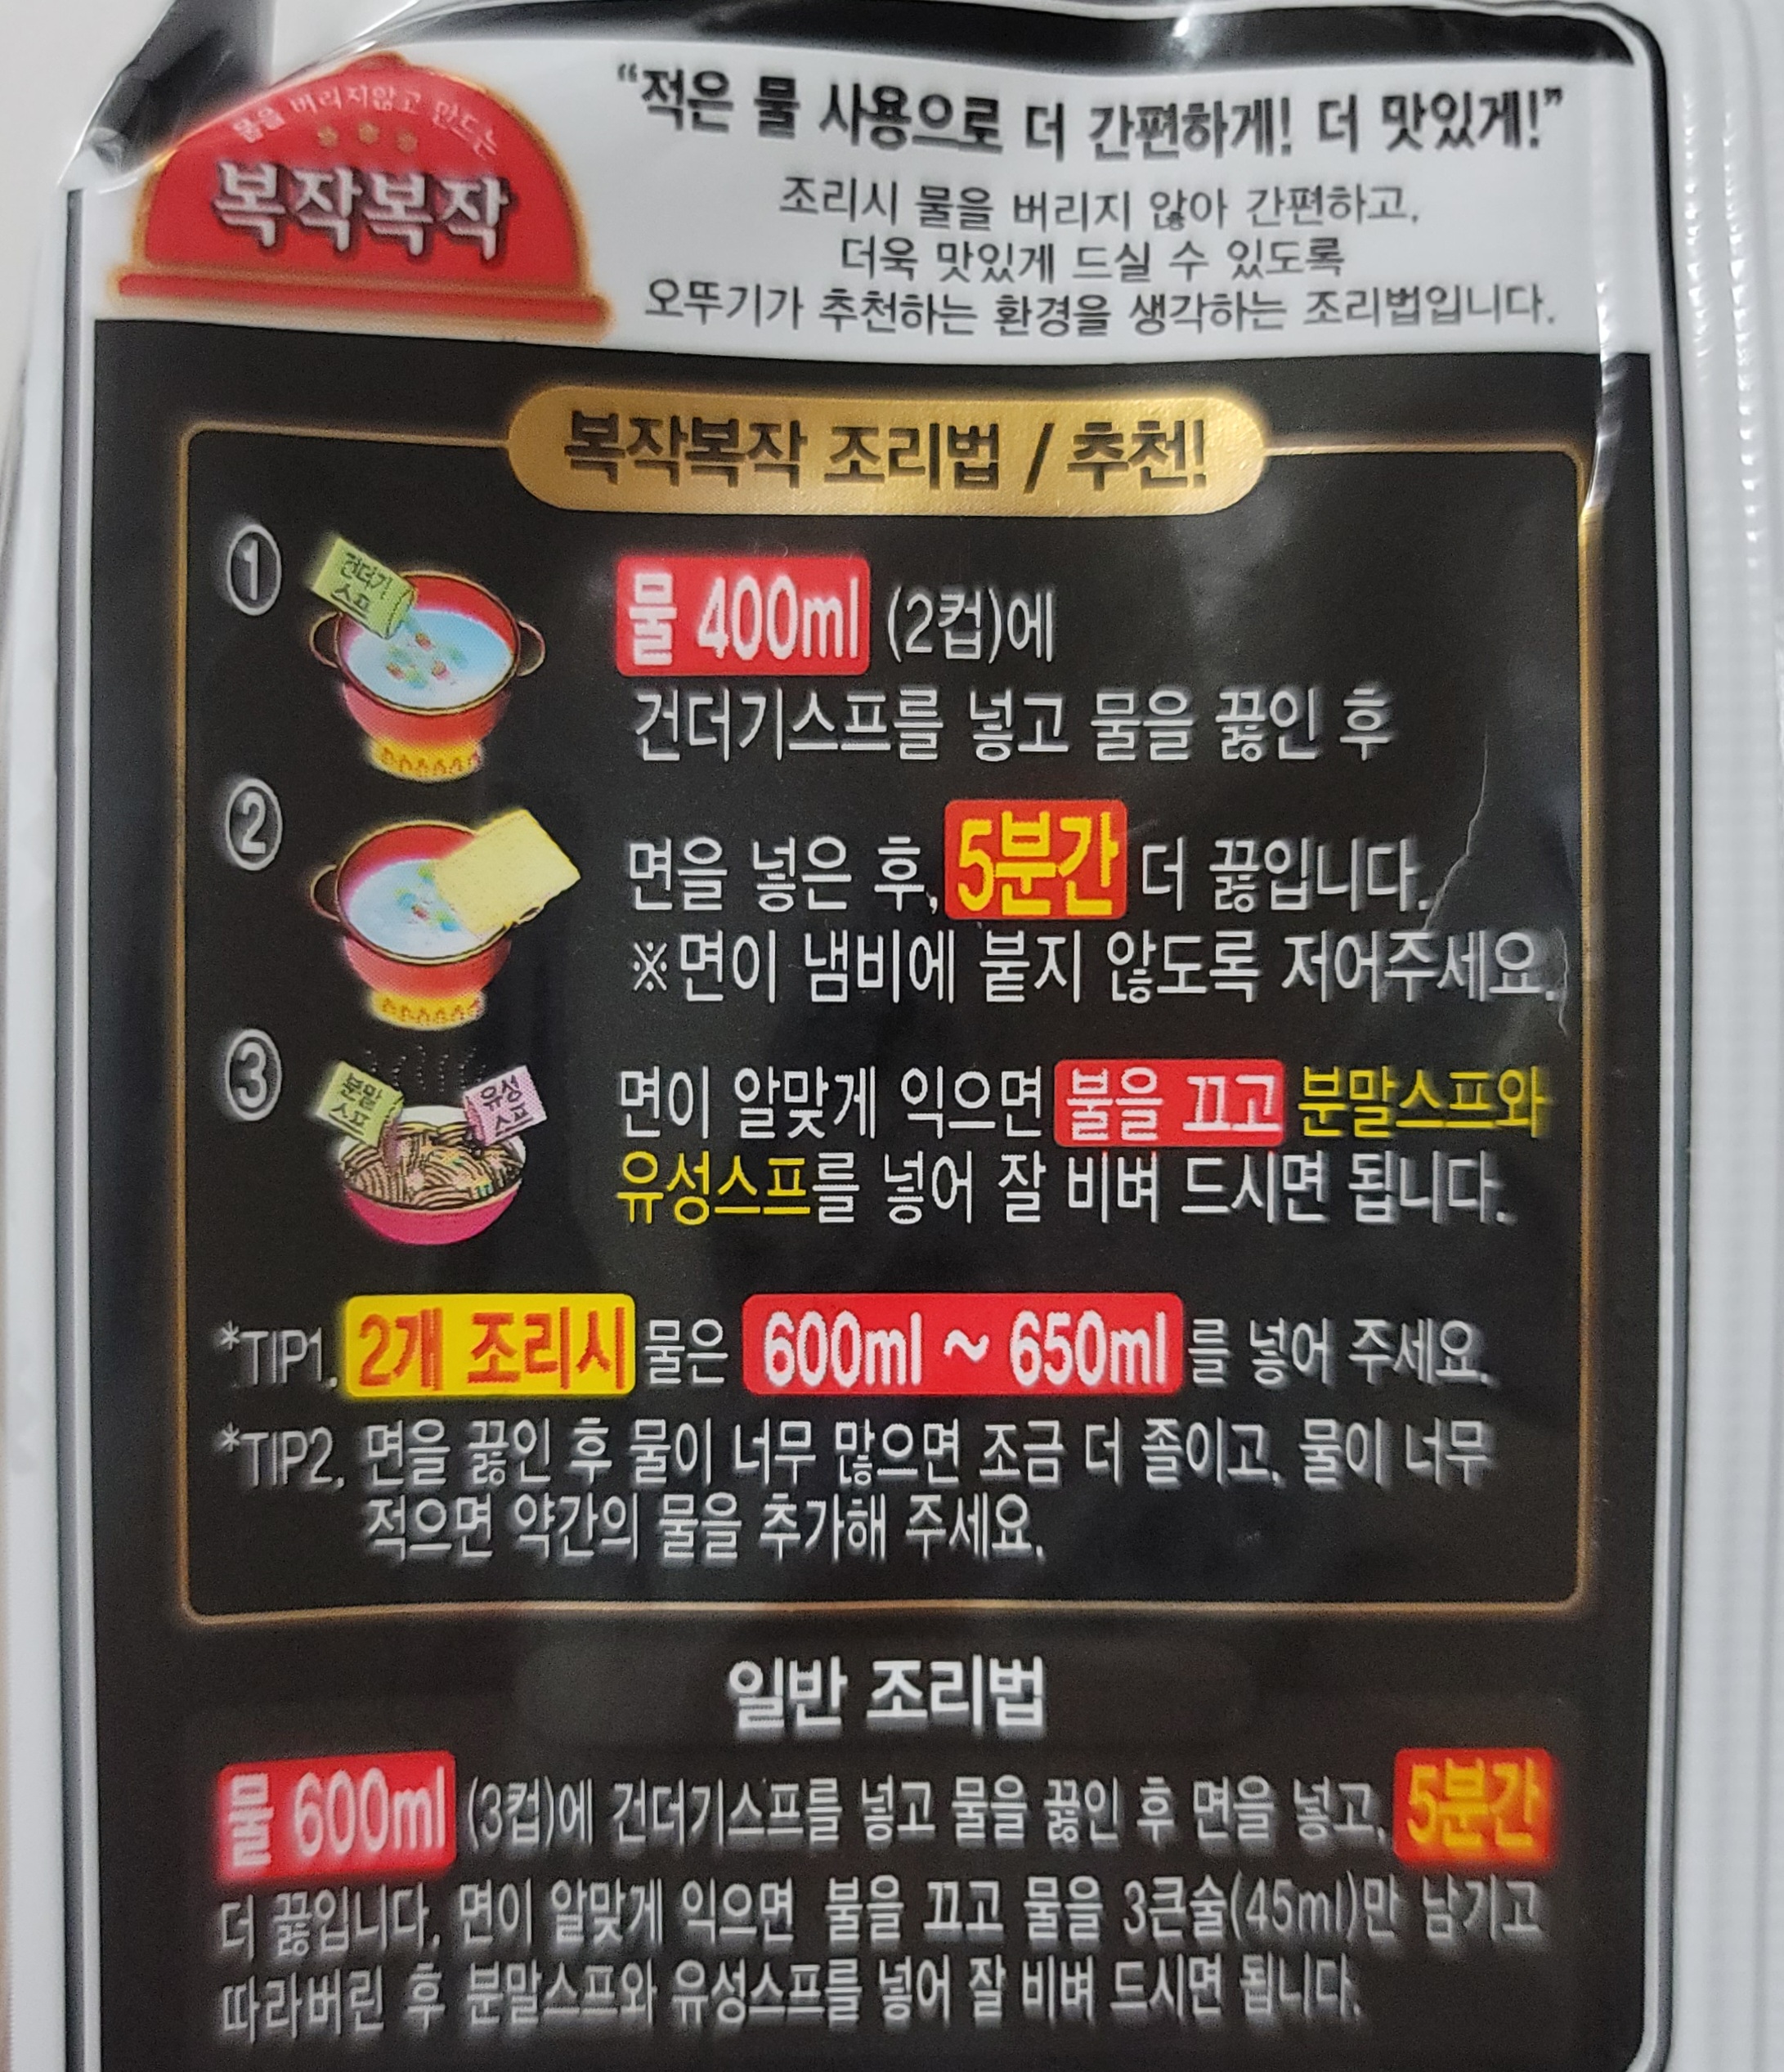 물을 버리지않고 만드는
복작복작
“적은 물 사용으로 더 간편하게! 더 맛있게!”
조리시 물을 버리지 않아 간편하고,
더욱 맛있게 드실 수 있도록
오뚜기가 추천하는 환경을 생각하는 조리법입니다.
복작복작 조리법 / 추천!
①
건더기
스프
물 400ml (2컵)에
건더기스프를 넣고 물을 끓인 후
②
면을 넣은 후, 5분간 더 끓입니다.
※면이 냄비에 붙지 않도록 저어주세요.
③
분말
스프
유성
스프
면이 알맞게 익으면 불을 끄고 분말스프와
유성스프를 넣어 잘 비벼 드시면 됩니다.
*TIP1. 2개 조리시 물은 600ml ~ 650ml 를 넣어 주세요.
*TIP2. 면을 끓인 후 물이 너무 많으면 조금 더 졸이고, 물이 너무
적으면 약간의 물을 추가해 주세요.
일반 조리법
물 600ml (3컵)에 건더기스프를 넣고 물을 끓인 후 면을 넣고, 5분간
더 끓입니다. 면이 알맞게 익으면 불을 끄고 물을 3큰술(45ml)만 남기고
따라버린 후 분말스프와 유성스프를 넣어 잘 비벼 드시면 됩니다.